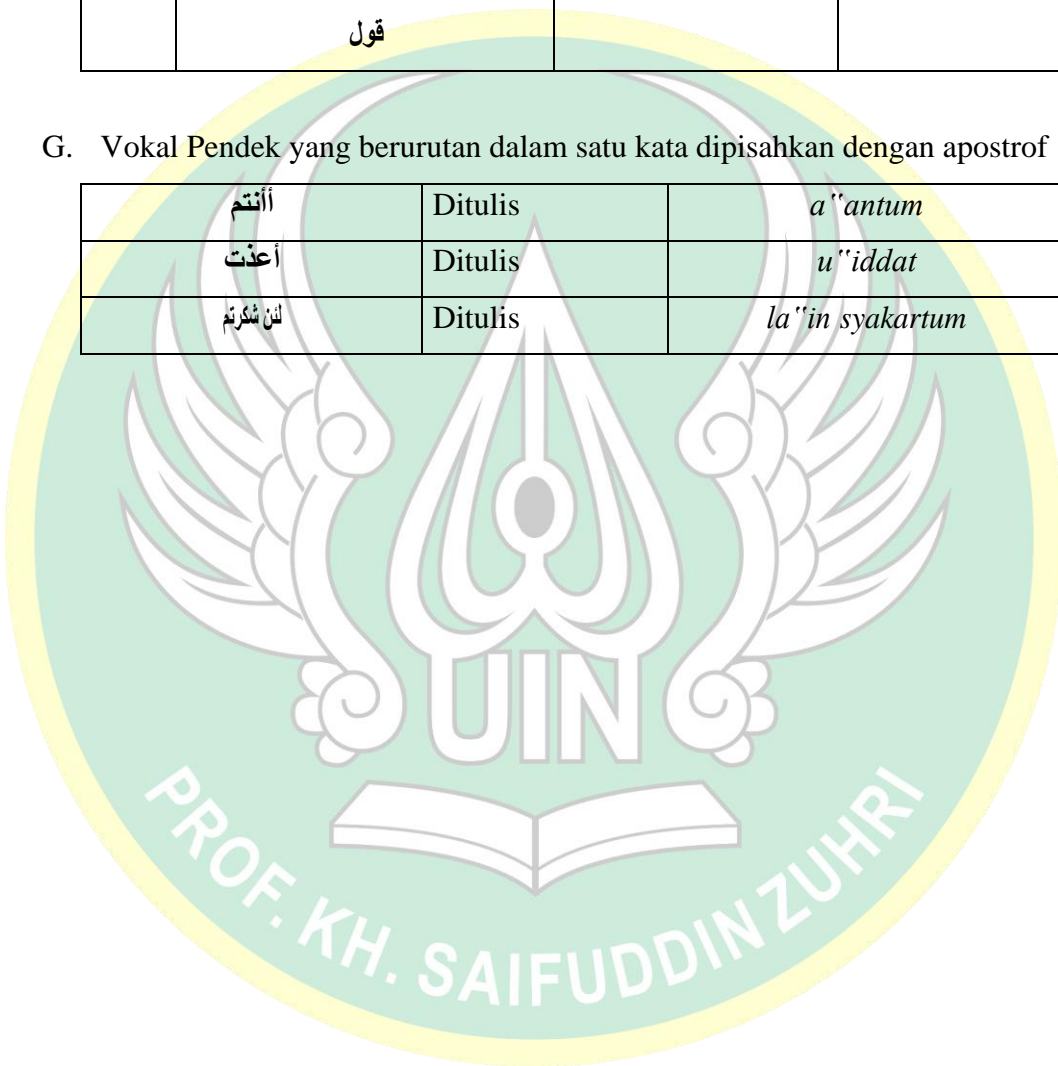 قول
G. Vokal Pendek yang berurutan dalam satu kata dipisahkan dengan apostrof
أأنتم Ditulis a‟antum
أعذت Ditulis u‟iddat
لئن شكرتم Ditulis la‟in syakartum
UIN
PROF. KH. SAIFUDDIN ZUHRI